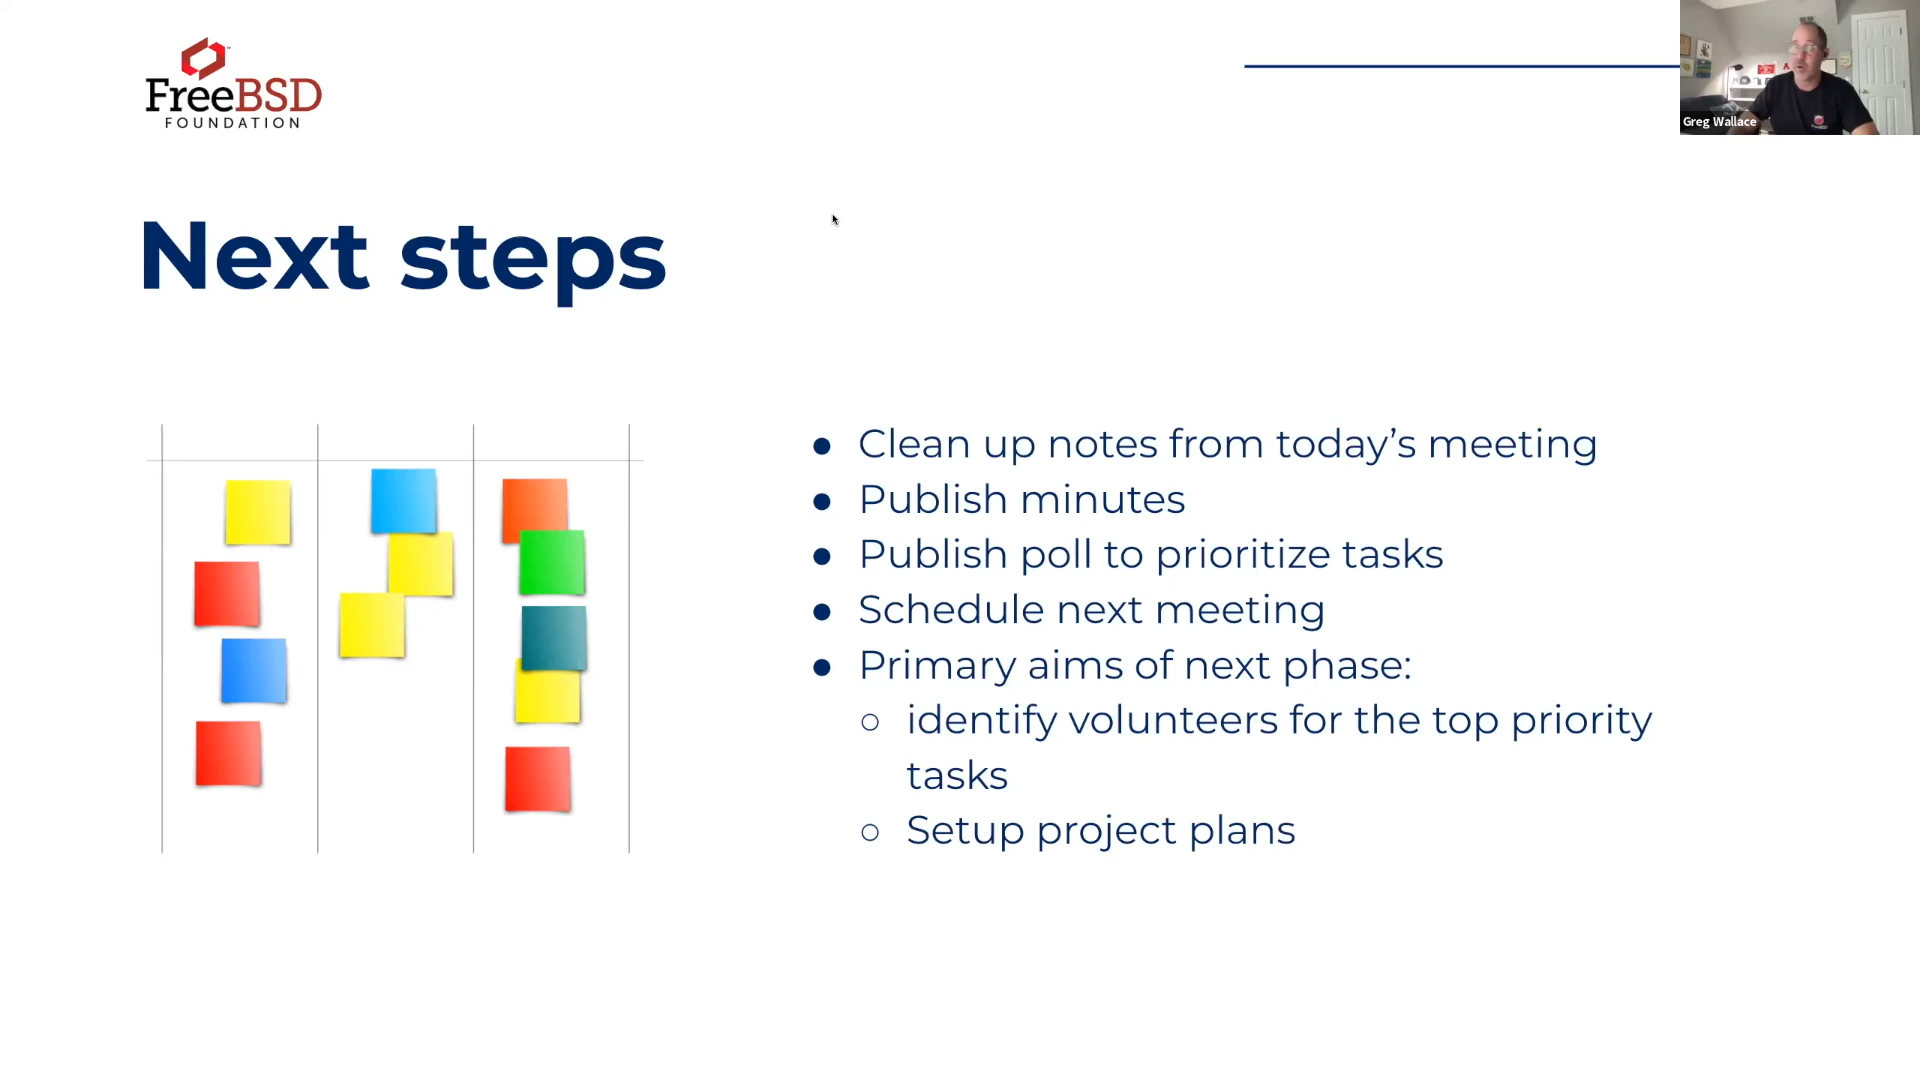 FreeBSD
FOUNDATION
Greg Wallace
Next steps
● Clean up notes from today’s meeting
● Publish minutes
● Publish poll to prioritize tasks
● Schedule next meeting
● Primary aims of next phase:
○ identify volunteers for the top priority
tasks
○ Setup project plans